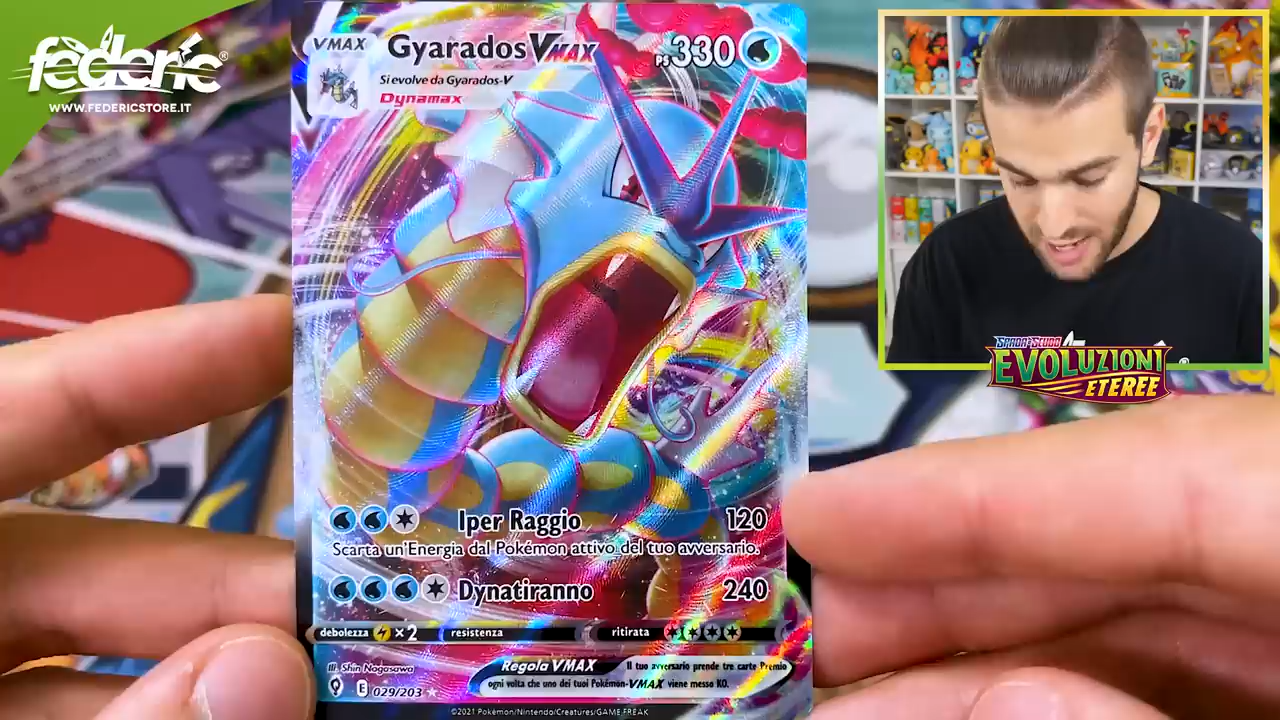 federic®
WWW.FEDERICSTORE.IT
VMAX
Gyarados VMAX
PS 330
Si evolve da Gyarados-V
Dynamax
Iper Raggio 120
Scarta un'Energia dal Pokémon attivo del tuo avversario.
Dynatiranno 240
debolezza ×2 resistenza ritirata
Ill. Shin Nagasawa
Regola VMAX Il tuo avversario prende tre carte Premio
ogni volta che uno dei tuoi Pokémon-VMAX viene messo KO.
E 029/203
©2021 Pokémon/Nintendo/Creatures/GAME FREAK
SPADA e SCUDO
EVOLUZIONI
ETEREE